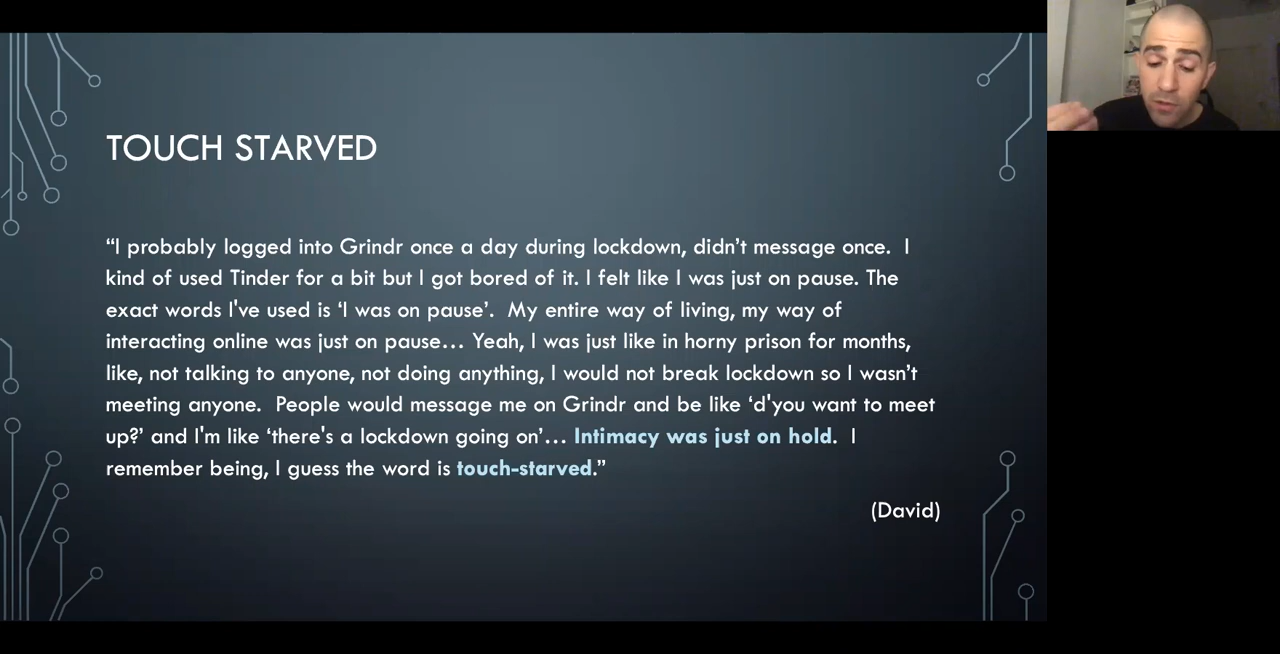 TOUCH STARVED
“I probably logged into Grindr once a day during lockdown, didn’t message once.  I
kind of used Tinder for a bit but I got bored of it. I felt like I was just on pause. The
exact words I've used is ‘I was on pause’.  My entire way of living, my way of
interacting online was just on pause… Yeah, I was just like in horny prison for months,
like, not talking to anyone, not doing anything, I would not break lockdown so I wasn’t
meeting anyone.  People would message me on Grindr and be like ‘d'you want to meet
up?’ and I'm like ‘there's a lockdown going on’… Intimacy was just on hold.  I
remember being, I guess the word is touch-starved.”
(David)